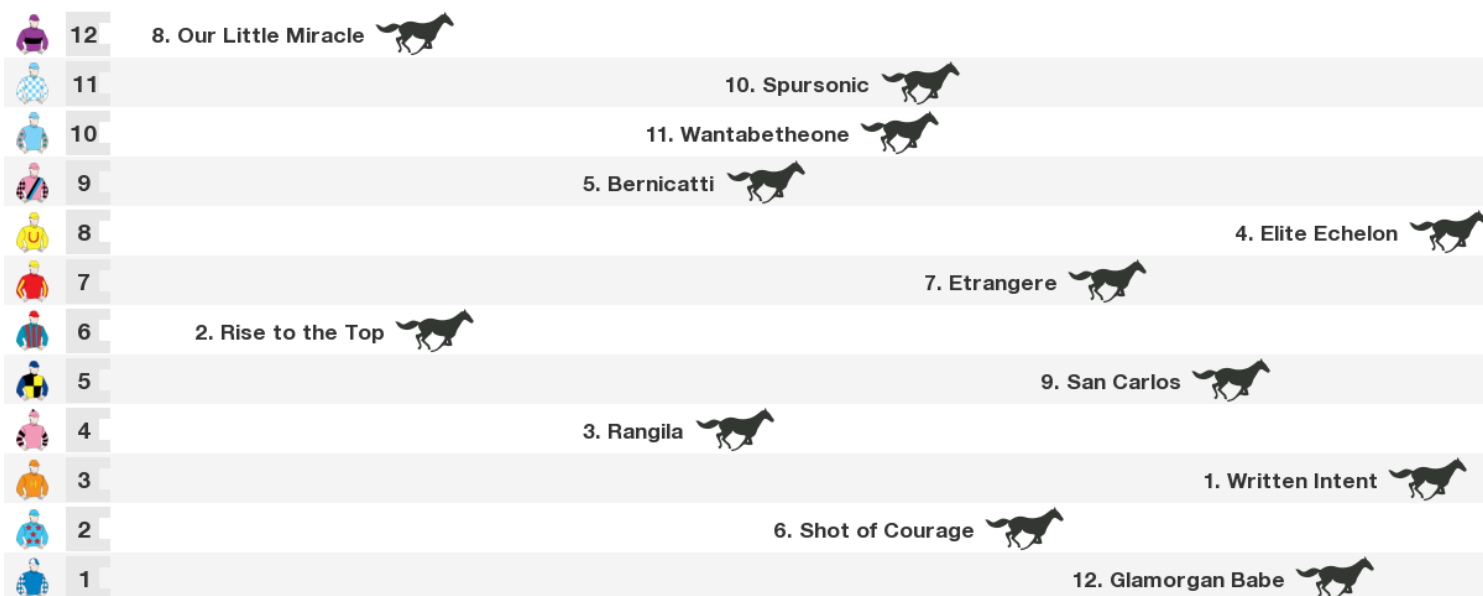 12 8. Our Little Miracle
11 10. Spursonic
10 11. Wantabetheone
9 5. Bernicatti
8 4. Elite Echelon
7 7. Etrangere
6 2. Rise to the Top
5 9. San Carlos
4 3. Rangila
3 1. Written Intent
2 6. Shot of Courage
1 12. Glamorgan Babe